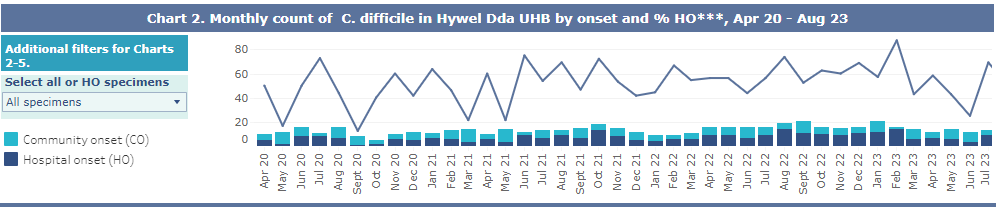 Chart 2. Monthly count of  C. difficile in Hywel Dda UHB by onset and % HO***, Apr 20 - Aug 23
Additional filters for Charts
2-5.
Select all or HO specimens
All specimens
Community onset (CO)
Hospital onset (HO)
80
60
40
20
0
Apr 20
May 20
Jun 20
Jul 20
Aug 20
Sept 20
Oct 20
Nov 20
Dec 20
Jan 21
Feb 21
Mar 21
Apr 21
May 21
Jun 21
Jul 21
Aug 21
Sept 21
Oct 21
Nov 21
Dec 21
Jan 22
Feb 22
Mar 22
Apr 22
May 22
Jun 22
Jul 22
Aug 22
Sept 22
Oct 22
Nov 22
Dec 22
Jan 23
Feb 23
Mar 23
Apr 23
May 23
Jun 23
Jul 23